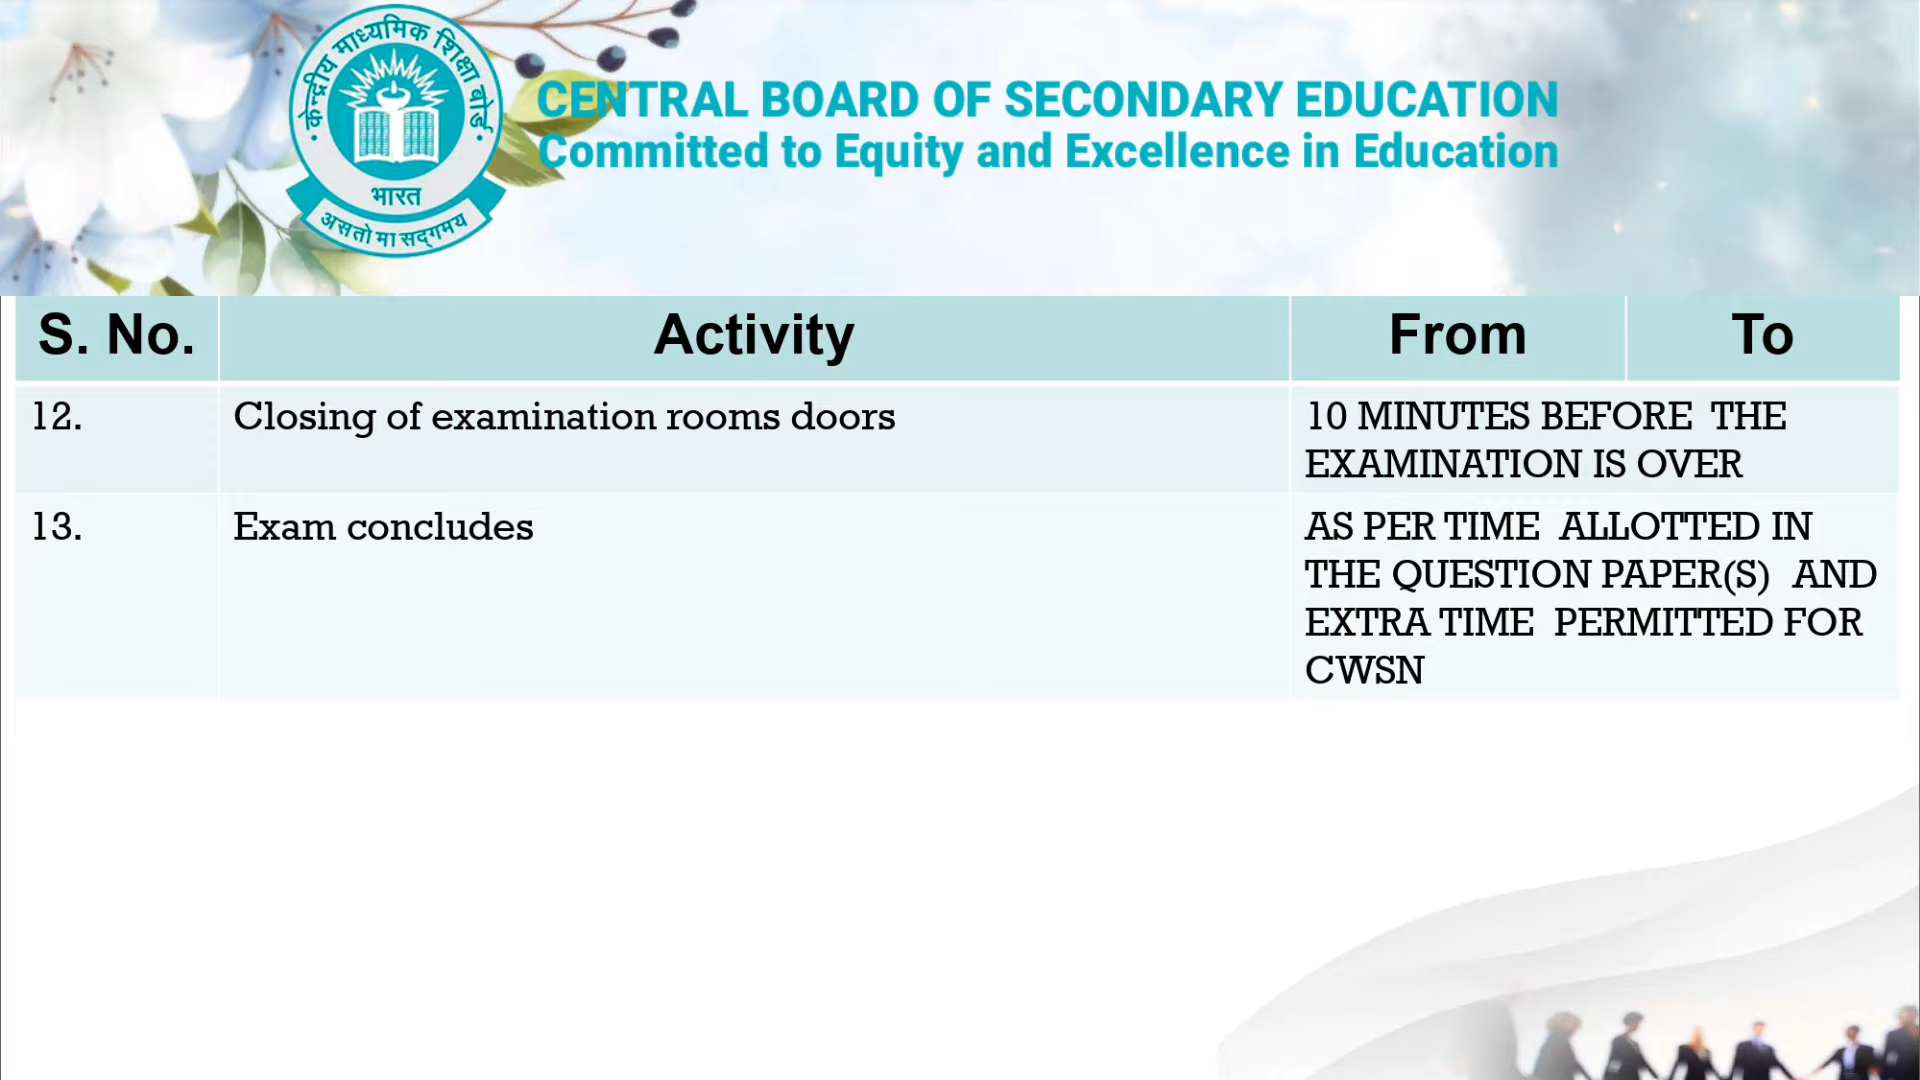 केन्द्रीय माध्यमिक शिक्षा बोर्ड
भारत
असतो मा सद्गमय
CENTRAL BOARD OF SECONDARY EDUCATION
Committed to Equity and Excellence in Education
S. No. Activity From To
12. Closing of examination rooms doors 10 MINUTES BEFORE THE
EXAMINATION IS OVER
13. Exam concludes AS PER TIME ALLOTTED IN
THE QUESTION PAPER(S) AND
EXTRA TIME PERMITTED FOR
CWSN